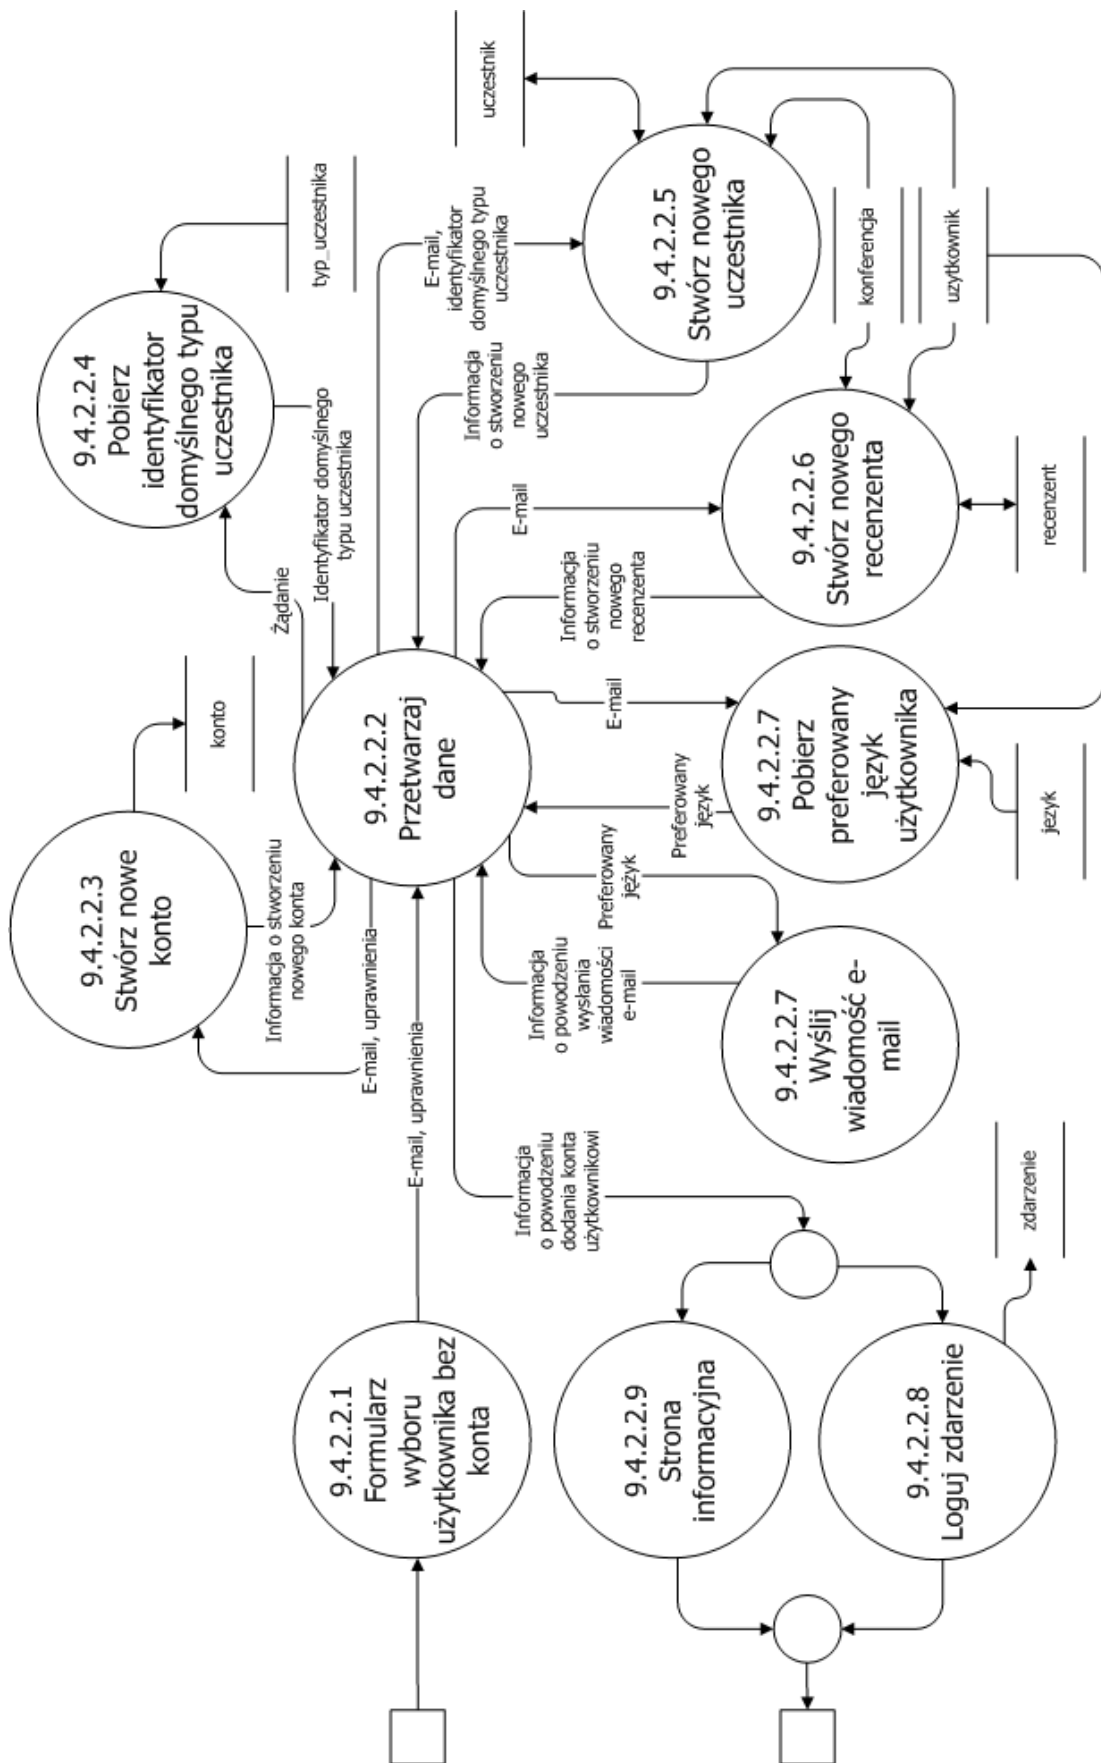 9.4.2.2.3
Stwórz nowe
konto
konto
9.4.2.2.4
Pobierz
identyfikator
domyślnego typu
uczestnika
typ_uczestnika
Informacja o stworzeniu
nowego konta
E-mail, uprawnienia
Żądanie
Identyfikator domyślnego
typu uczestnika
9.4.2.2.1
Formularz
wyboru
użytkownika bez
konta
E-mail, uprawnienia
9.4.2.2.2
Przetwarzaj
dane
E-mail,
identyfikator
domyślnego typu
uczestnika
uczestnik
Informacja
o stworzeniu
nowego
uczestnika
9.4.2.2.5
Stwórz nowego
uczestnika
Informacja
o powodzeniu
dodania konta
użytkownikowi
Informacja
o powodzeniu
wysłania
wiadomości
e-mail
Preferowany
język
Preferowany
język
E-mail
Informacja
o stworzeniu
nowego
recenzenta
E-mail
9.4.2.2.9
Strona
informacyjna
9.4.2.2.7
Wyślij
wiadomość e-
mail
9.4.2.2.7
Pobierz
preferowany
język
użytkownika
9.4.2.2.6
Stwórz nowego
recenzenta
konferencja
uzytkownik
9.4.2.2.8
Loguj zdarzenie
zdarzenie
jezyk
recenzent